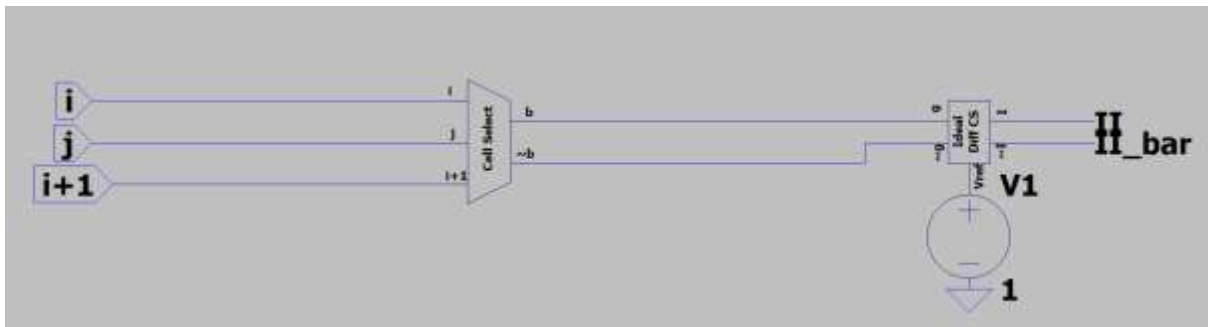 i
j
i+1
i
j
i+1
Cell Select
b
~b
g
~g
Ideal
Diff CS
Vref
II
II_bar
V1
1